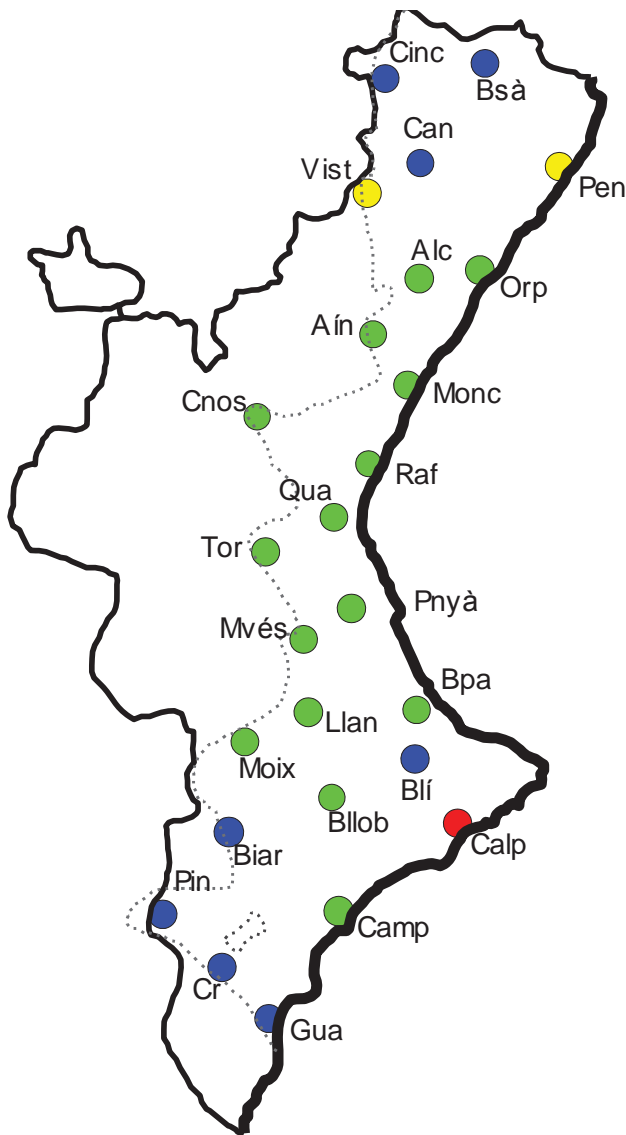 Cinc
Bsà
Can
Vist
Pen
Alc
Orp
Aín
Monc
Cnos
Raf
Qua
Tor
Pnyà
Mvés
Bpa
Llan
Moix
Blí
Bllob
Calp
Biar
Pin
Camp
Cr
Gua